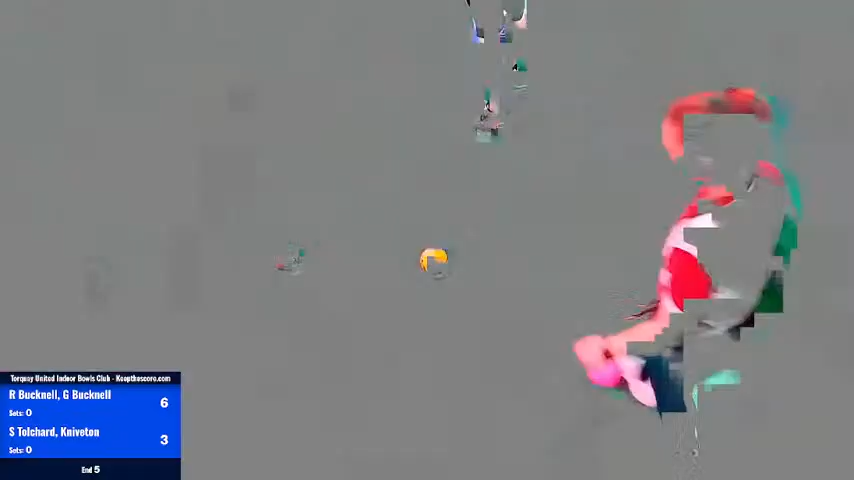 Torquay United Indoor Bowls Club - Keepthescore.com
R Bucknell, G Bucknell 6
Sets: 0
S Tolchard, Kniveton 3
Sets: 0
End 5